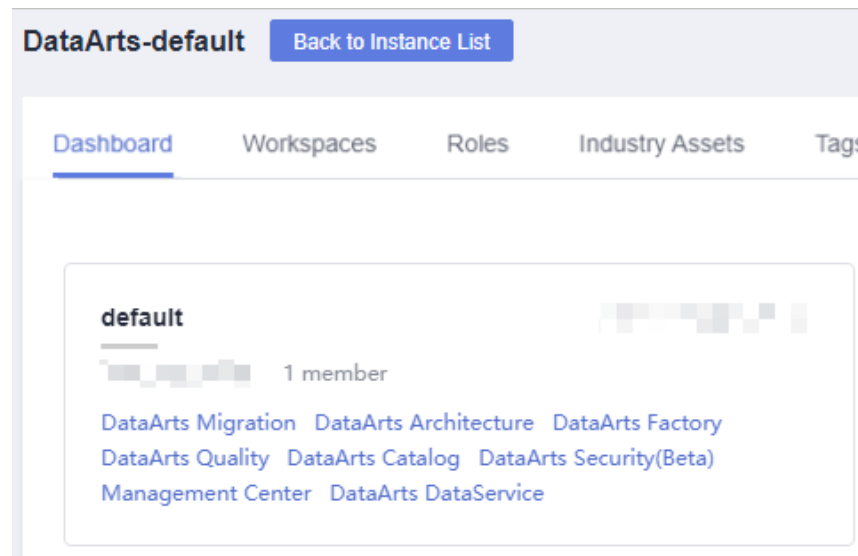 DataArts-default Back to Instance List
Dashboard Workspaces Roles Industry Assets
default
1 member
DataArts Migration DataArts Architecture DataArts Factory
DataArts Quality DataArts Catalog DataArts Security(Beta)
Management Center DataArts DataService